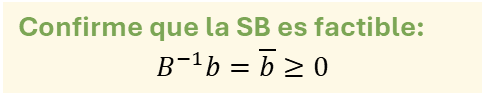 Confirme que la SB es factible:
B⁻¹b = b̅ ≥ 0